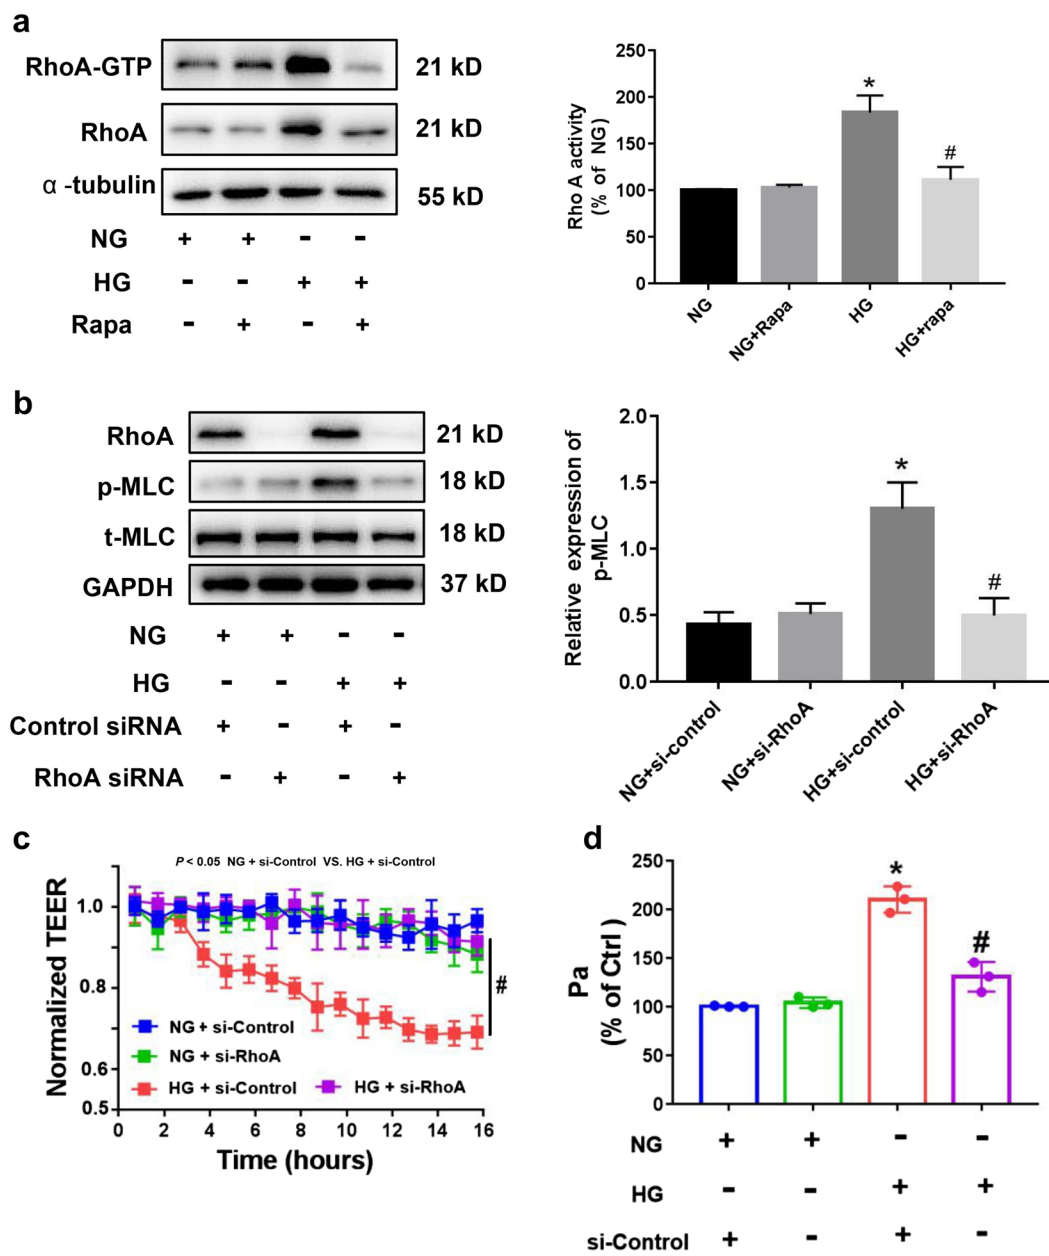 a
RhoA-GTP
21 kD
RhoA
21 kD
α -tubulin
55 kD
NG + + - -
HG - - + +
Rapa - + - +
Rho A activity
(% of NG)
250
200
150
100
50
0
*
#
NG
NG+Rapa
HG
HG+rapa
b
RhoA
21 kD
p-MLC
18 kD
t-MLC
18 kD
GAPDH
37 kD
NG + + - -
HG - - + +
Control siRNA + - + -
RhoA siRNA - + - +
Relative expression of
p-MLC
2.0
1.5
1.0
0.5
0.0
*
#
NG+si-control
NG+si-RhoA
HG+si-control
HG+si-RhoA
c
P < 0.05 NG + si-Control VS. HG + si-Control
Normalized TEER
1.0
0.8
0.6
0.5
#
NG + si-Control
NG + si-RhoA
HG + si-Control
HG + si-RhoA
0 2 4 6 8 10 12 14 16
Time (hours)
d
Pa
(% of Ctrl )
250
200
150
100
50
0
*
#
NG + + - -
HG - - + +
si-Control + - + -